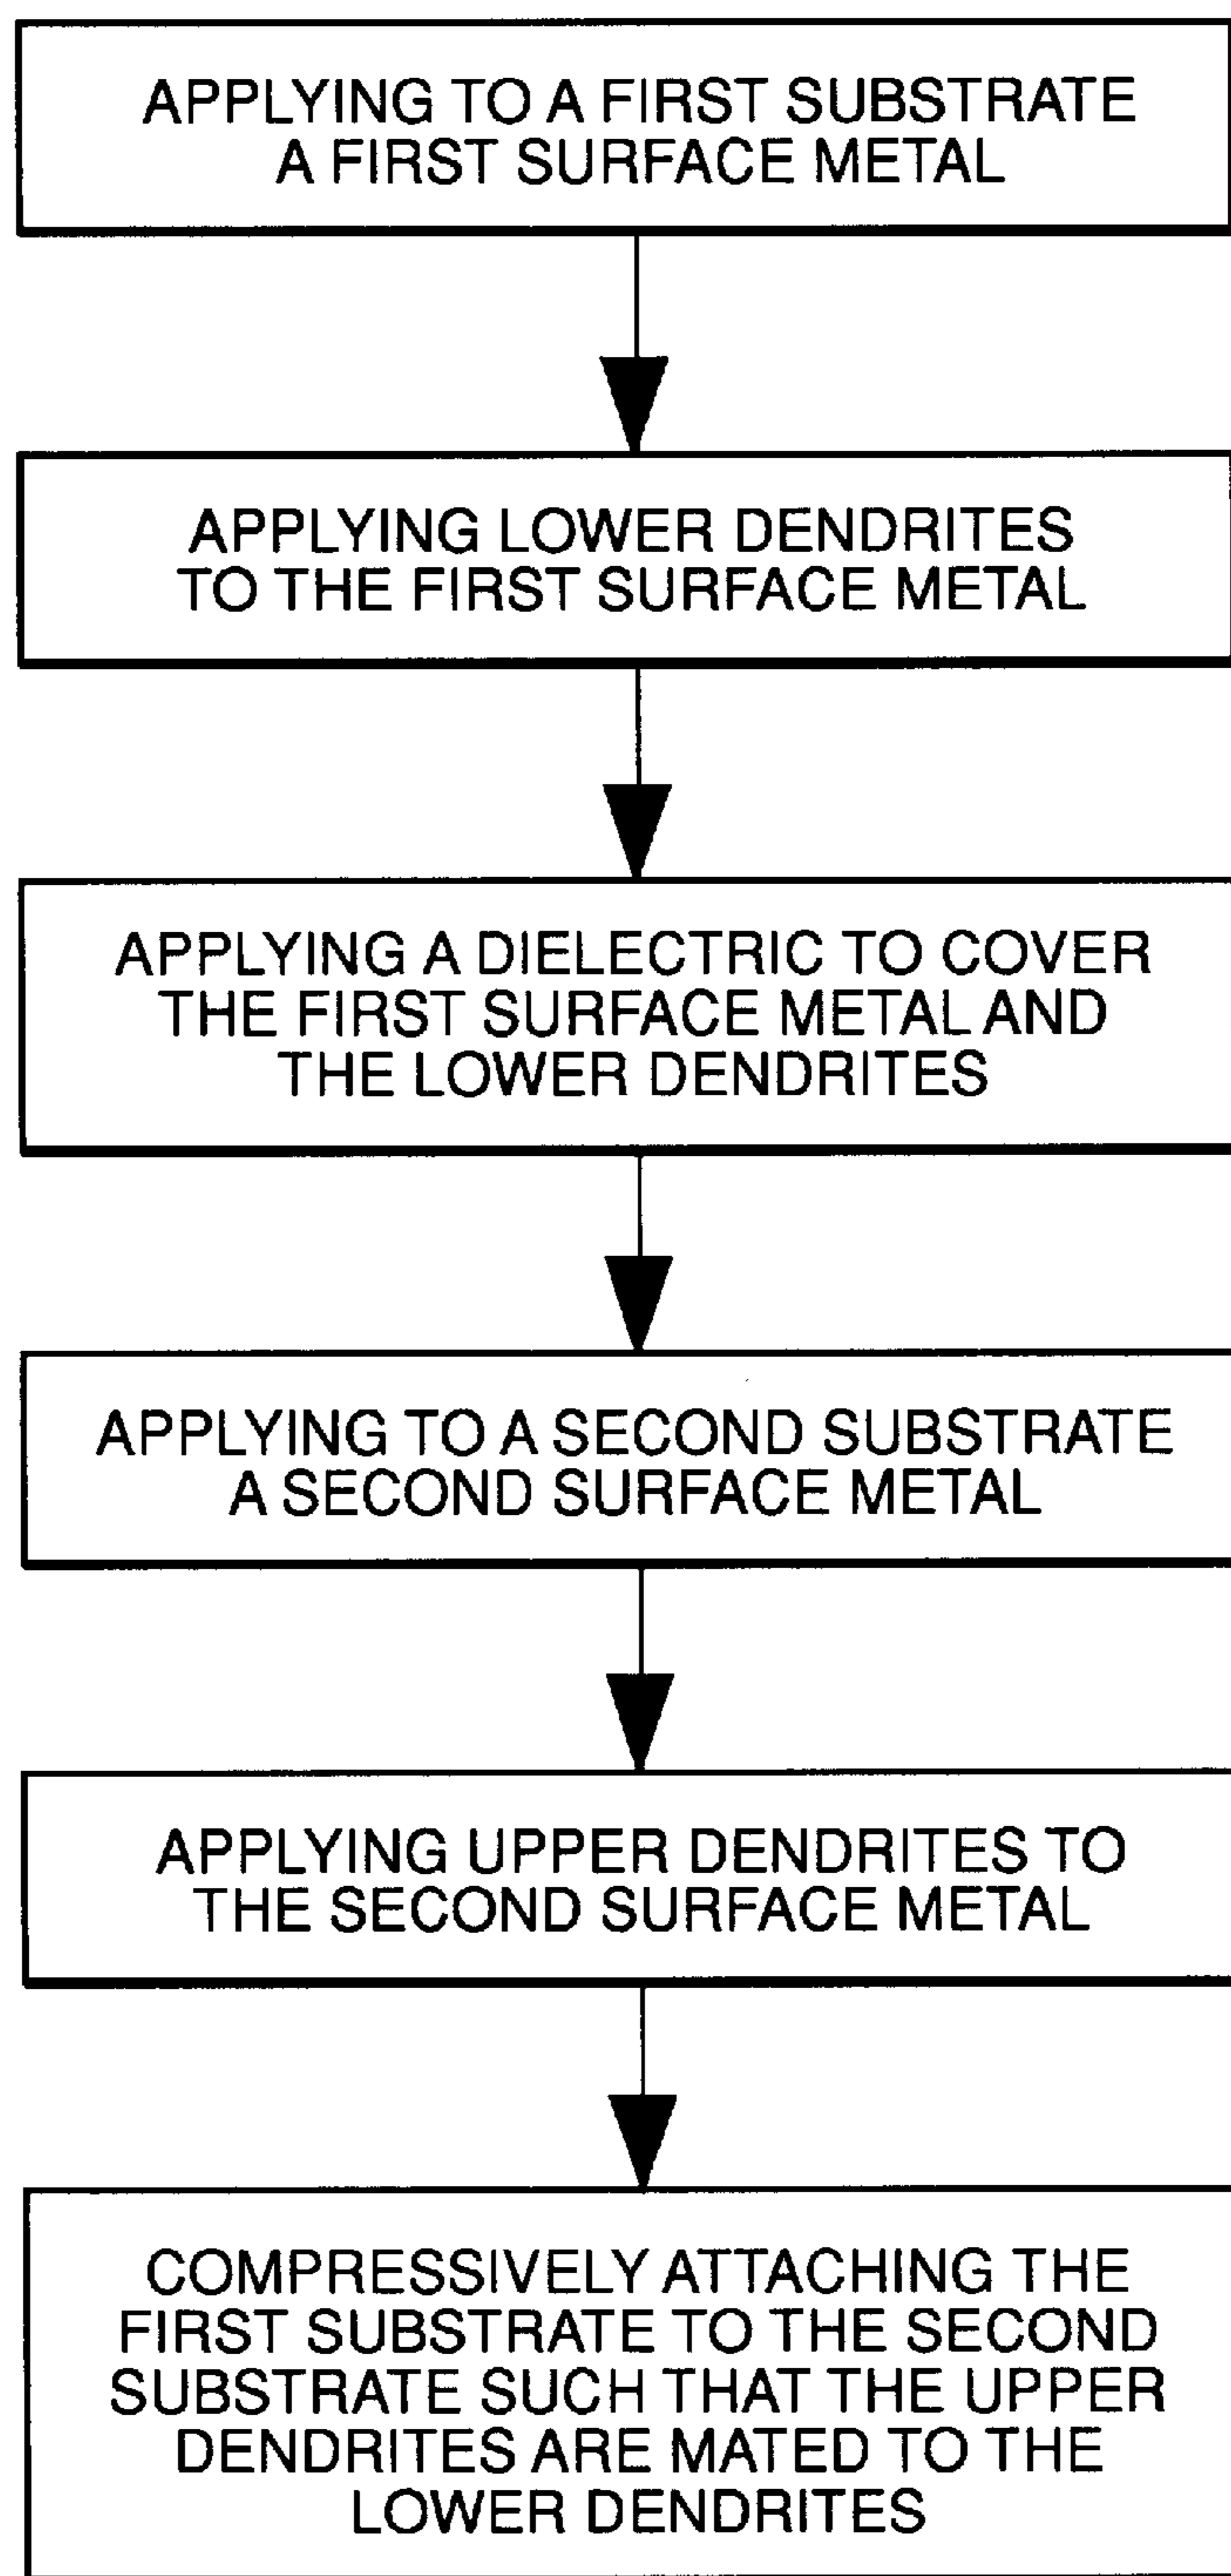 APPLYING TO A FIRST SUBSTRATE
A FIRST SURFACE METAL
APPLYING LOWER DENDRITES
TO THE FIRST SURFACE METAL
APPLYING A DIELECTRIC TO COVER
THE FIRST SURFACE METAL AND
THE LOWER DENDRITES
APPLYING TO A SECOND SUBSTRATE
A SECOND SURFACE METAL
APPLYING UPPER DENDRITES TO
THE SECOND SURFACE METAL
COMPRESSIVELY ATTACHING THE
FIRST SUBSTRATE TO THE SECOND
SUBSTRATE SUCH THAT THE UPPER
DENDRITES ARE MATED TO THE
LOWER DENDRITES